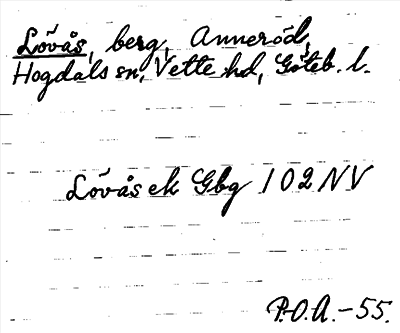 Lövås, berg, Anneröd,
Hogdals sn, Vette hd, Göteb. l.
Lövås ek Gbg 102 NV
P.O.A.-55.